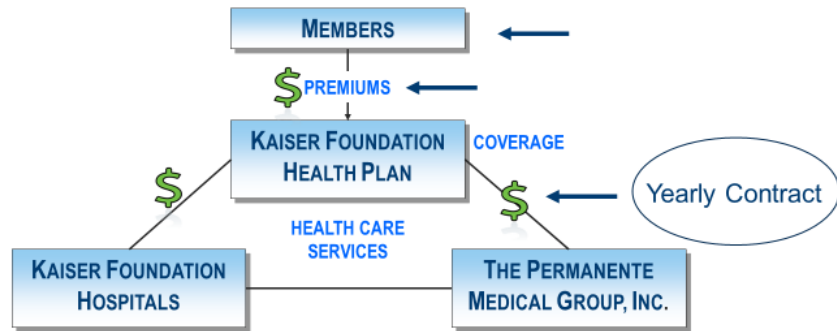 MEMBERS
$ PREMIUMS
KAISER FOUNDATION
HEALTH PLAN
COVERAGE
$
$
Yearly Contract
HEALTH CARE
SERVICES
KAISER FOUNDATION
HOSPITALS
THE PERMANENTE
MEDICAL GROUP, INC.